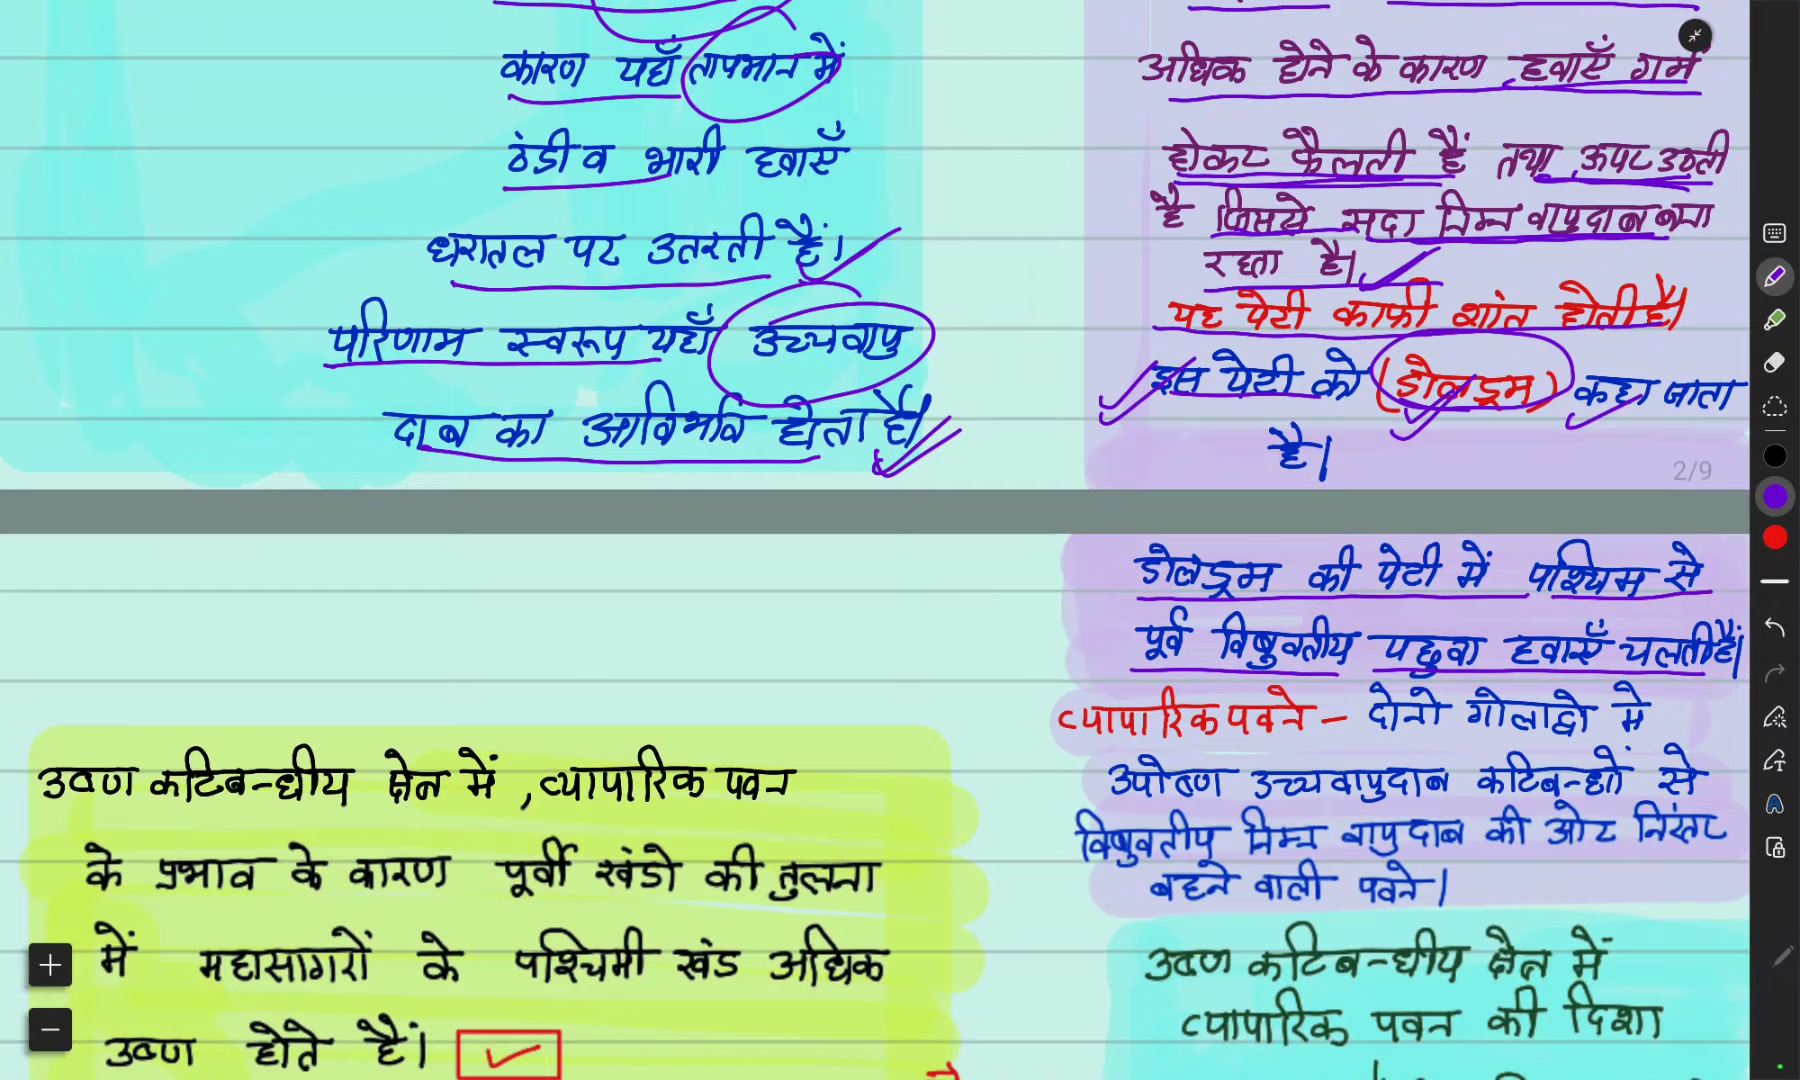 कारण यहाँ तापमान में
ठंडी व भारी हवाएँ
धरातल पर उतरती हैं।
परिणाम स्वरूप यहाँ उच्चवायु
दाब का आविर्भाव होता है।
अधिक होने के कारण हवाएँ गर्म
होकर फैलती हैं तथा ऊपर उठती
है जिससे सदा निम्न वायुदाब बना
रहता है।
यह पेटी काफी शांत होती है।
इस पेटी को (डोलड्रम) कहा जाता
है।
2/9
डोलड्रम की पेटी में पश्चिम से
पूर्व विषुवतीय पछुवा हवाएँ चलती हैं।
व्यापारिक पवने – दोनो गोलार्द्धो मे
उपोष्ण उच्चवायुदाब कटिबन्धों से
विषुवतीय निम्न वायुदाब की ओर निरंतर
बहने वाली पवने।
उष्ण कटिबन्धीय क्षेत्र में
व्यापारिक पवन की दिशा
उष्ण कटिबन्धीय क्षेत्र में, व्यापारिक पवन
के प्रभाव के कारण पूर्वी खंडो की तुलना
में महासागरों के पश्चिमी खंड अधिक
उष्ण होते हैं।